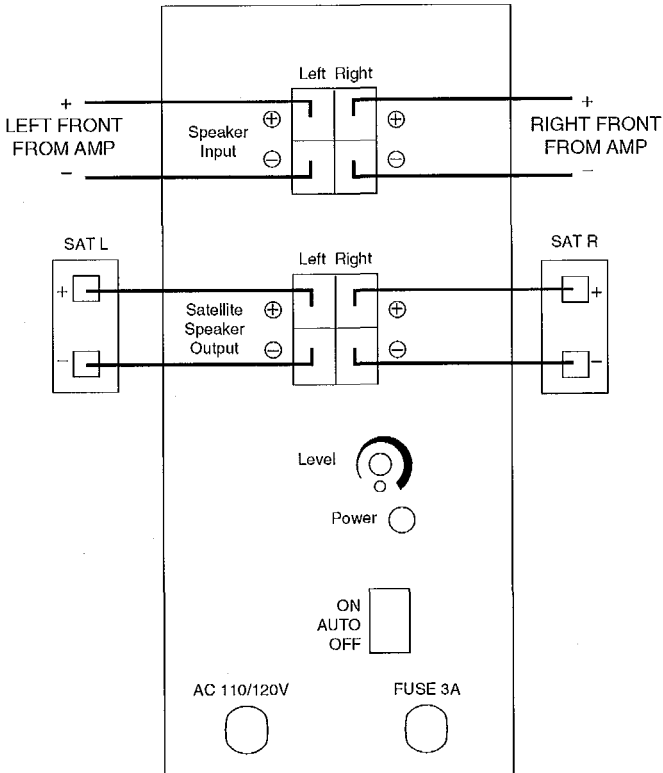 Left Right
+
LEFT FRONT
FROM AMP
−
Speaker
Input
⊕
⊖
⊕
⊖
+
RIGHT FRONT
FROM AMP
−
SAT L
+
−
Left Right
Satellite
Speaker
Output
⊕
⊖
⊕
⊖
SAT R
+
−
Level
Power
ON
AUTO
OFF
AC 110/120V
FUSE 3A